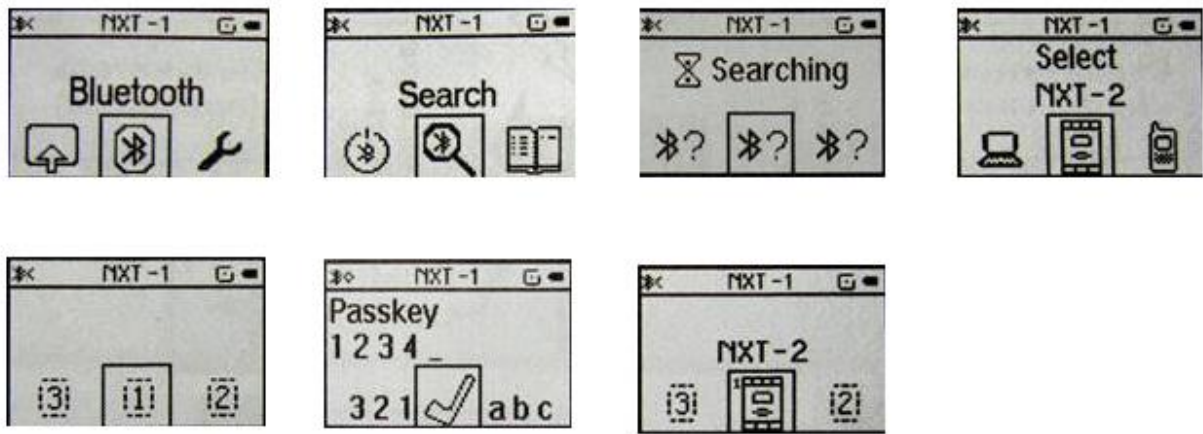 NXT-1
Bluetooth
NXT-1
Search
NXT-1
Searching
? ? ?
NXT-1
Select
NXT-2
NXT-1
[3] [1] [2]
NXT-1
Passkey
1234_
321 abc
NXT-1
NXT-2
[3] 1 [2]